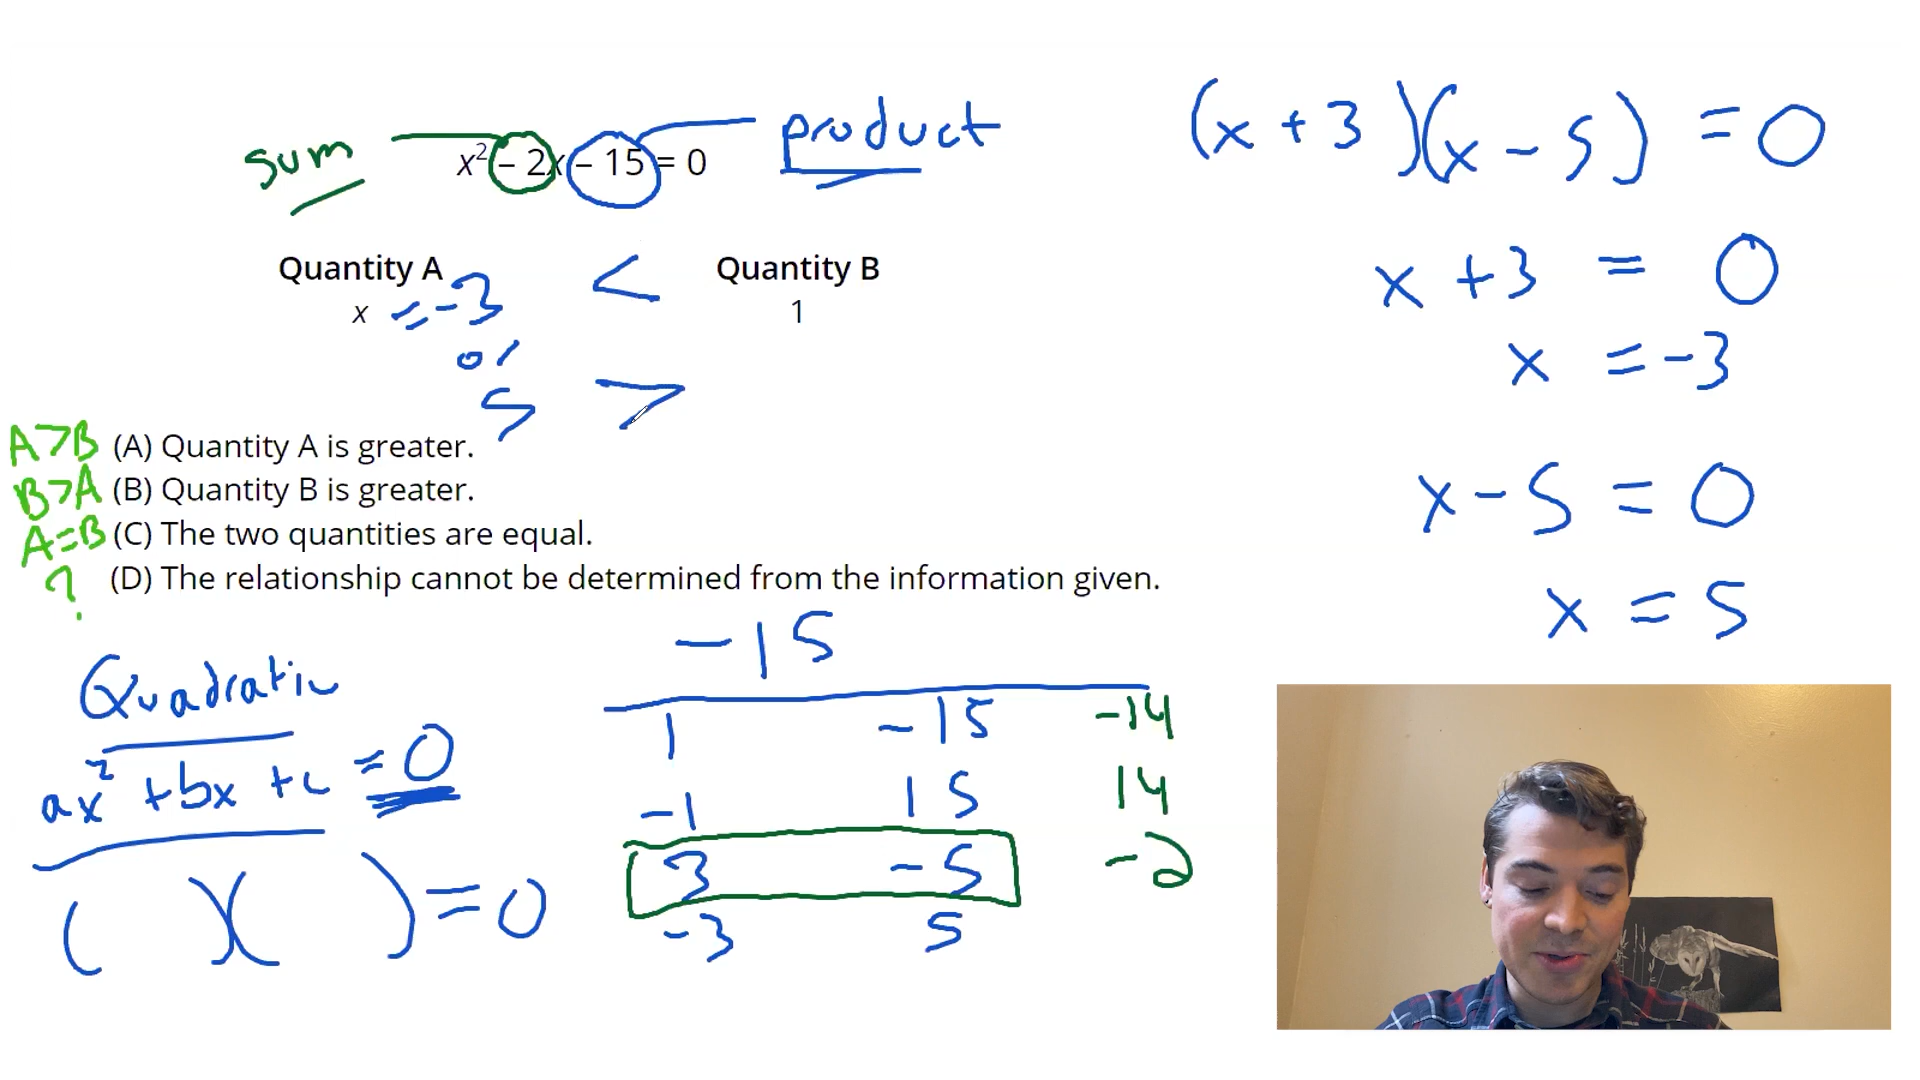 sum
x² – 2x – 15 = 0
product
Quantity A
Quantity B
x = -3
<
1
or
5
>
A>B (A) Quantity A is greater.
B>A (B) Quantity B is greater.
A=B (C) The two quantities are equal.
? (D) The relationship cannot be determined from the information given.
(x + 3)(x - 5) = 0
x + 3 = 0
x = -3
x - 5 = 0
x = 5
Quadratic
ax² + bx + c = 0
( )( ) = 0
-15
1 -15 -14
-1 15 14
3 -5 -2
-3 5